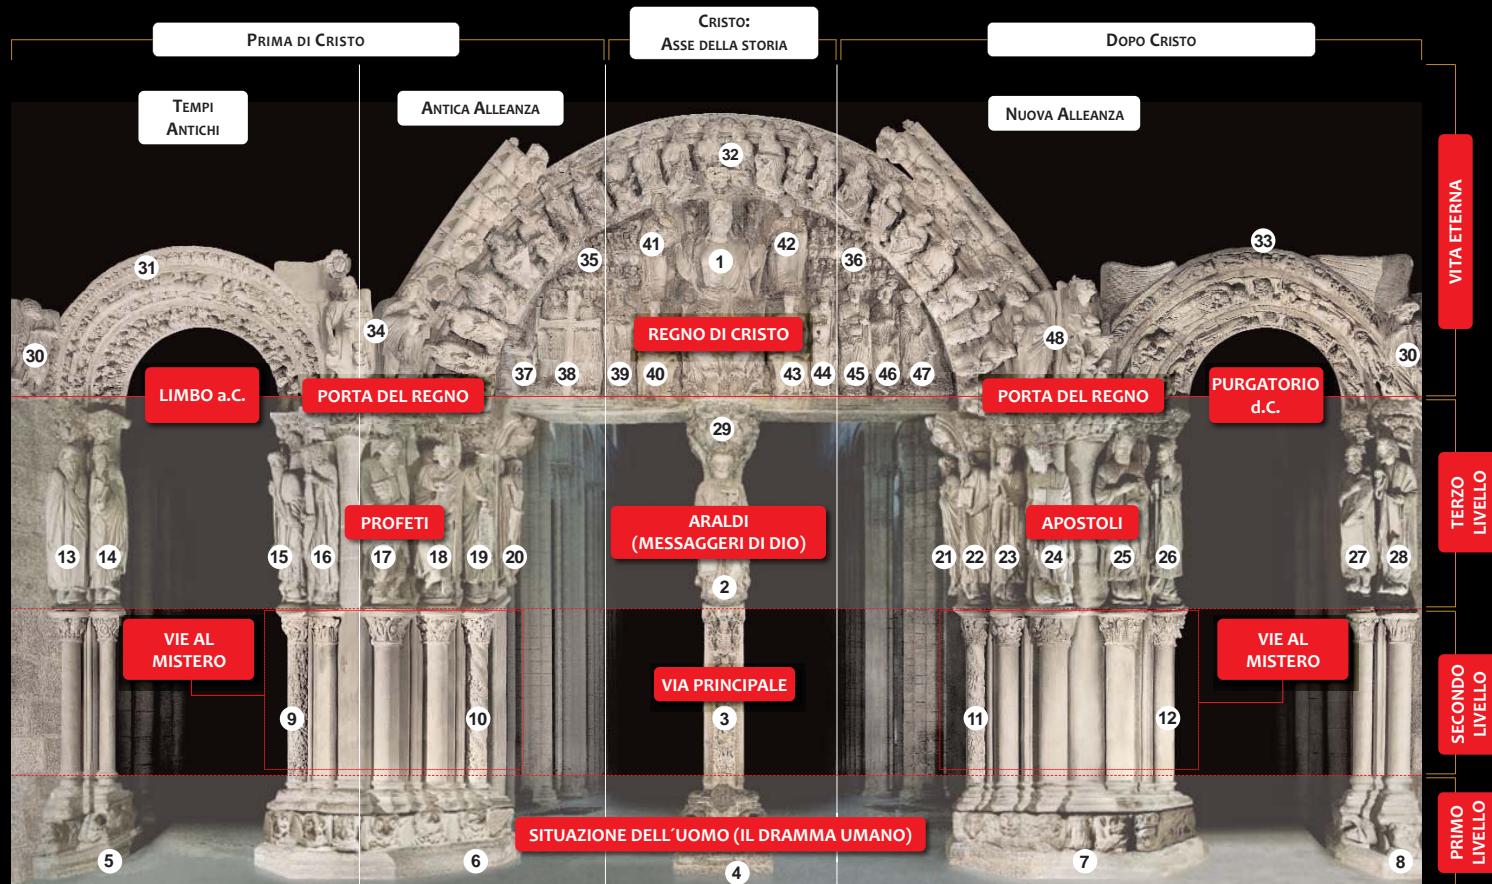 Prima di Cristo
Cristo:
Asse della storia
Dopo Cristo
Tempi
Antichi
Antica Alleanza
Nuova Alleanza
32
41
42
35
1
36
33
31
34
48
30
30
REGNO DI CRISTO
37
38
39
40
43
44
45
46
47
LIMBO a.C.
PORTA DEL REGNO
PORTA DEL REGNO
PURGATORIO
d.C.
VITA ETERNA
29
PROFETI
ARALDI
(MESSAGGERI DI DIO)
APOSTOLI
13
14
15
16
17
18
19
20
2
21
22
23
24
25
26
27
28
TERZO
LIVELLO
VIE AL
MISTERO
VIE AL
MISTERO
VIA PRINCIPALE
9
10
3
11
12
SECONDO
LIVELLO
SITUAZIONE DELL´UOMO (IL DRAMMA UMANO)
5
6
4
7
8
PRIMO
LIVELLO